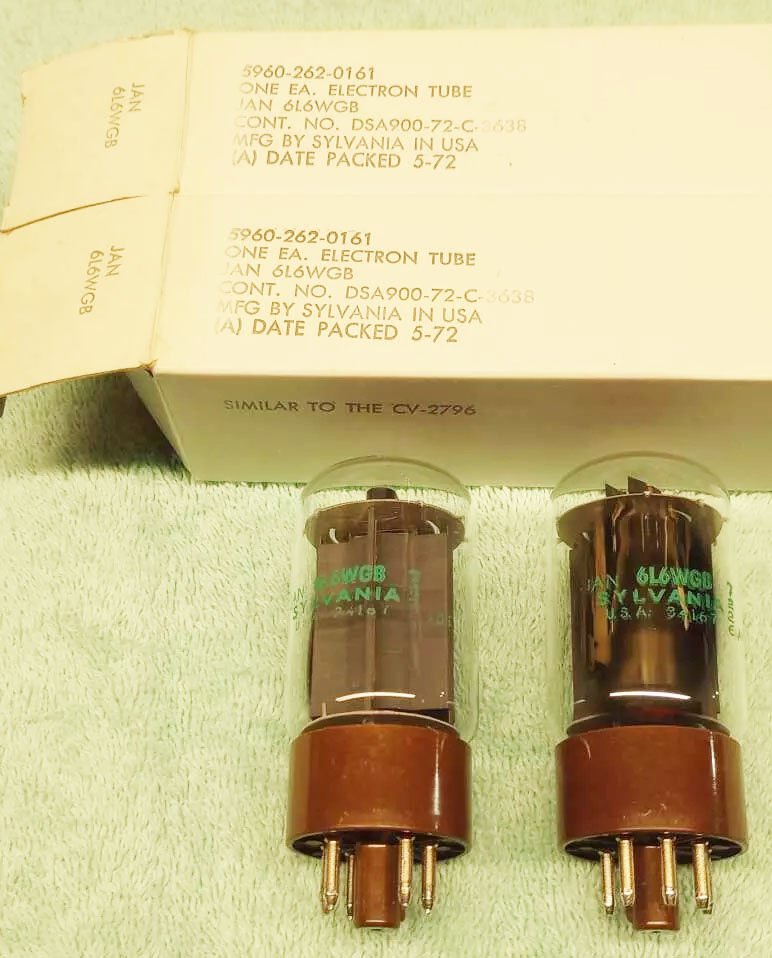 JAN
6L6WGB
5960-262-0161
ONE EA. ELECTRON TUBE
JAN 6L6WGB
CONT. NO. DSA900-72-C-3638
MFG BY SYLVANIA IN USA
(A) DATE PACKED 5-72
JAN
6L6WGB
5960-262-0161
ONE EA. ELECTRON TUBE
JAN 6L6WGB
CONT. NO. DSA900-72-C-3638
MFG BY SYLVANIA IN USA
(A) DATE PACKED 5-72
SIMILAR TO THE CV-2796
6L6WGB
SYLVANIA
JAN 6L6WGB
SYLVANIA
U.S.A. 34167